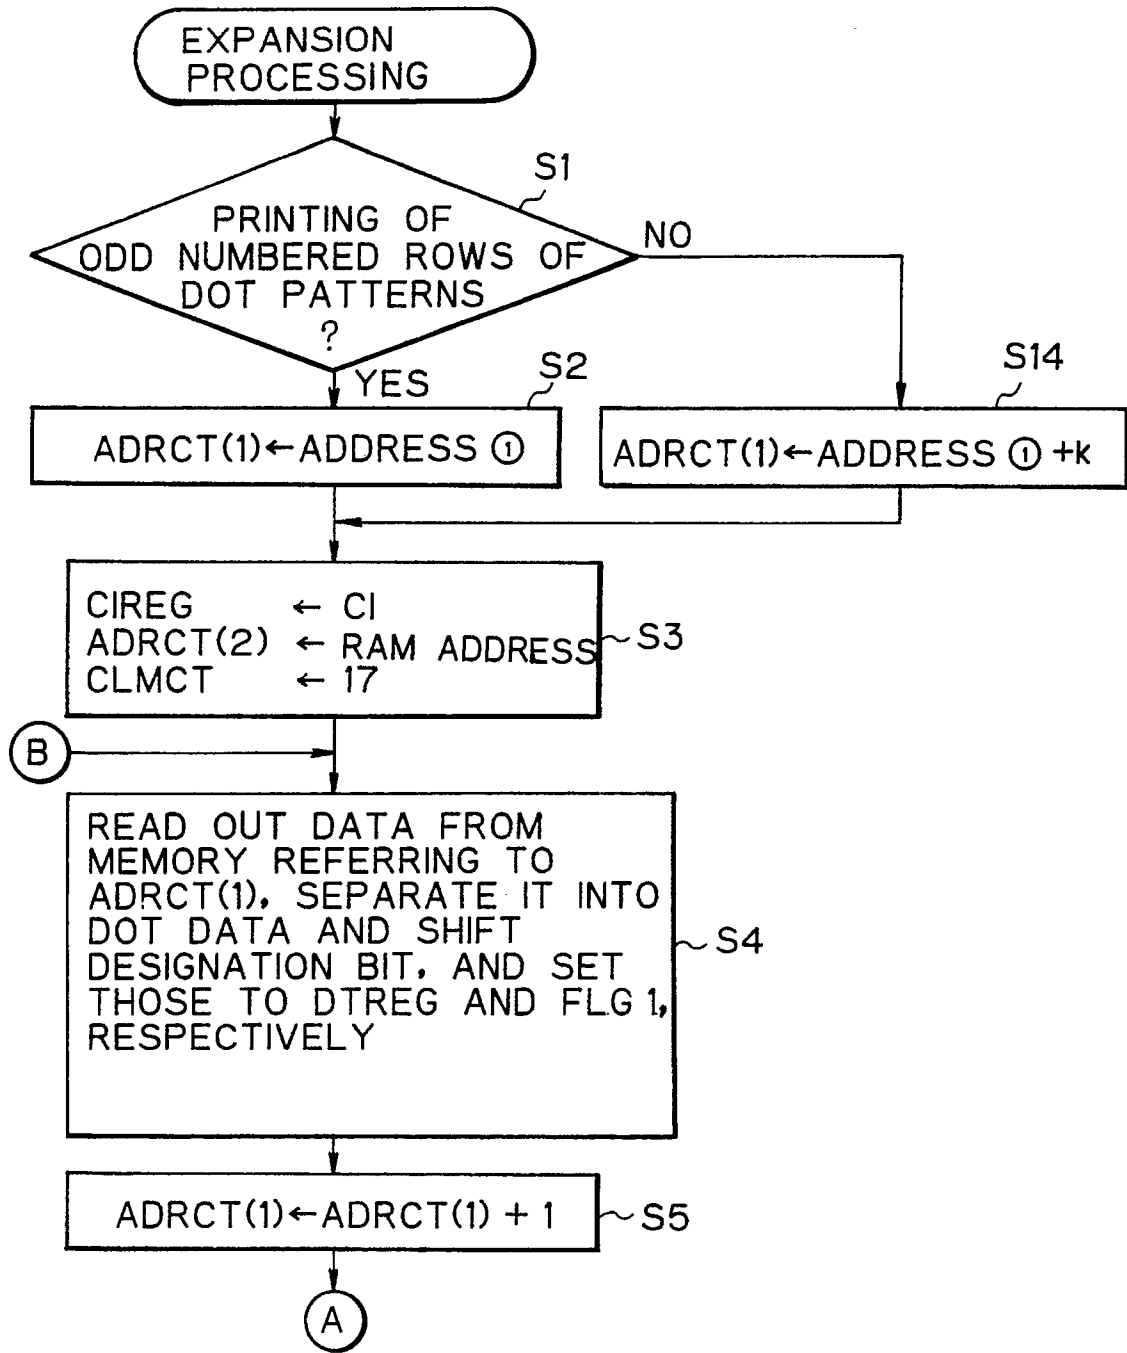 EXPANSION
PROCESSING
S1
PRINTING OF
ODD NUMBERED ROWS OF
DOT PATTERNS
?
NO
YES
S2
S14
ADRCT(1)←ADDRESS ①
ADRCT(1)←ADDRESS ① +k
CIREG ← CI
ADRCT(2) ← RAM ADDRESS
CLMCT ← 17
S3
B
READ OUT DATA FROM
MEMORY REFERRING TO
ADRCT(1), SEPARATE IT INTO
DOT DATA AND SHIFT
DESIGNATION BIT, AND SET
THOSE TO DTREG AND FLG 1,
RESPECTIVELY
S4
ADRCT(1)←ADRCT(1) + 1
S5
A